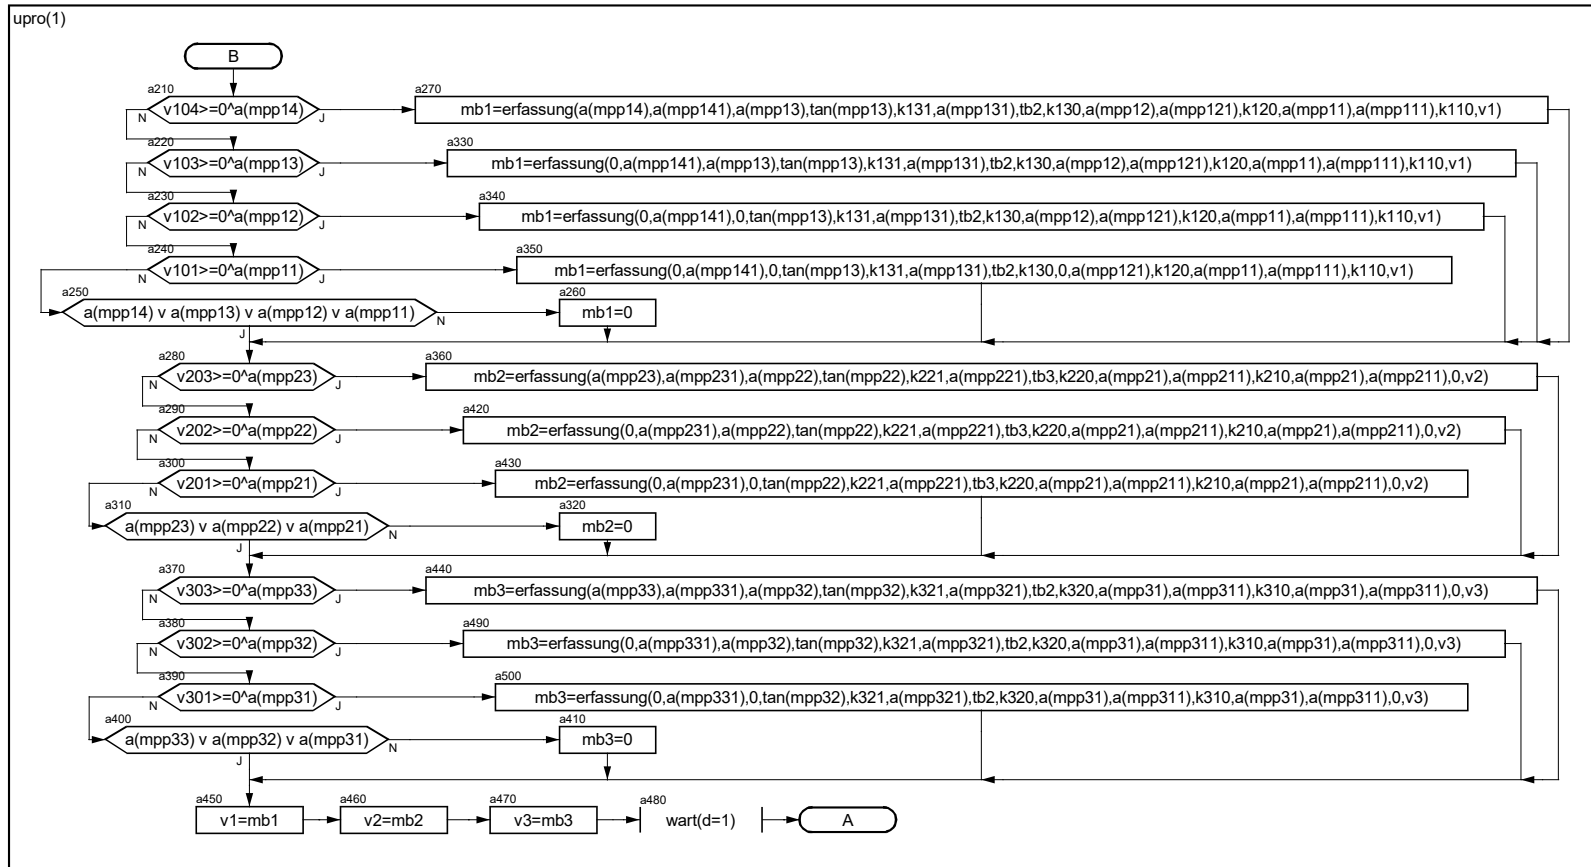 upro(1)
B
a210
v104>=0^a(mpp14)
N
J
a270
mb1=erfassung(a(mpp14),a(mpp141),a(mpp13),tan(mpp13),k131,a(mpp131),tb2,k130,a(mpp12),a(mpp121),k120,a(mpp11),a(mpp111),k110,v1)
a220
v103>=0^a(mpp13)
N
J
a330
mb1=erfassung(0,a(mpp141),a(mpp13),tan(mpp13),k131,a(mpp131),tb2,k130,a(mpp12),a(mpp121),k120,a(mpp11),a(mpp111),k110,v1)
a230
v102>=0^a(mpp12)
N
J
a340
mb1=erfassung(0,a(mpp141),0,tan(mpp13),k131,a(mpp131),tb2,k130,a(mpp12),a(mpp121),k120,a(mpp11),a(mpp111),k110,v1)
a240
v101>=0^a(mpp11)
N
J
a350
mb1=erfassung(0,a(mpp141),0,tan(mpp13),k131,a(mpp131),tb2,k130,0,a(mpp121),k120,a(mpp11),a(mpp111),k110,v1)
a250
a(mpp14) v a(mpp13) v a(mpp12) v a(mpp11)
N
J
a260
mb1=0
a280
v203>=0^a(mpp23)
N
J
a360
mb2=erfassung(a(mpp23),a(mpp231),a(mpp22),tan(mpp22),k221,a(mpp221),tb3,k220,a(mpp21),a(mpp211),k210,a(mpp21),a(mpp211),0,v2)
a290
v202>=0^a(mpp22)
N
J
a420
mb2=erfassung(0,a(mpp231),a(mpp22),tan(mpp22),k221,a(mpp221),tb3,k220,a(mpp21),a(mpp211),k210,a(mpp21),a(mpp211),0,v2)
a300
v201>=0^a(mpp21)
N
J
a430
mb2=erfassung(0,a(mpp231),0,tan(mpp22),k221,a(mpp221),tb3,k220,a(mpp21),a(mpp211),k210,a(mpp21),a(mpp211),0,v2)
a310
a(mpp23) v a(mpp22) v a(mpp21)
N
J
a320
mb2=0
a370
v303>=0^a(mpp33)
N
J
a440
mb3=erfassung(a(mpp33),a(mpp331),a(mpp32),tan(mpp32),k321,a(mpp321),tb2,k320,a(mpp31),a(mpp311),k310,a(mpp31),a(mpp311),0,v3)
a380
v302>=0^a(mpp32)
N
J
a490
mb3=erfassung(0,a(mpp331),a(mpp32),tan(mpp32),k321,a(mpp321),tb2,k320,a(mpp31),a(mpp311),k310,a(mpp31),a(mpp311),0,v3)
a390
v301>=0^a(mpp31)
N
J
a500
mb3=erfassung(0,a(mpp331),0,tan(mpp32),k321,a(mpp321),tb2,k320,a(mpp31),a(mpp311),k310,a(mpp31),a(mpp311),0,v3)
a400
a(mpp33) v a(mpp32) v a(mpp31)
N
J
a410
mb3=0
a450
v1=mb1
a460
v2=mb2
a470
v3=mb3
a480
wart(d=1)
A